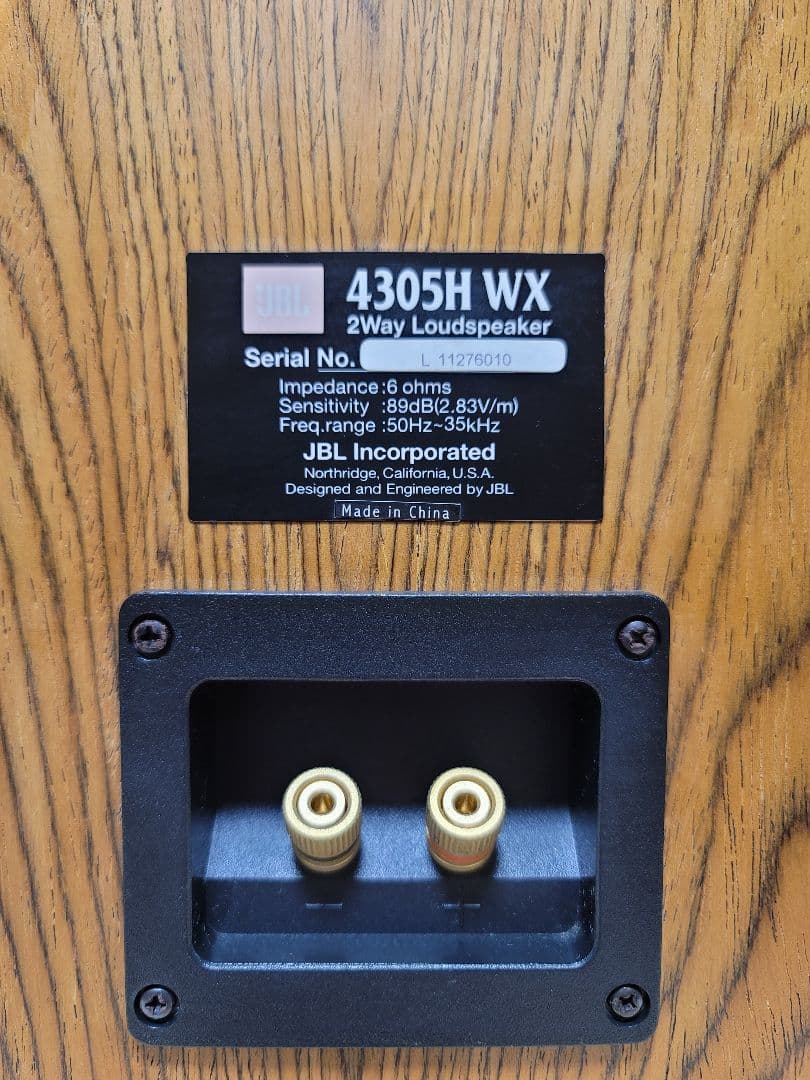 JBL
4305H WX
2Way Loudspeaker
Serial No. L 11276010
Impedance:6 ohms
Sensitivity :89dB(2.83V/m)
Freq.range :50Hz~35kHz
JBL Incorporated
Northridge, California, U.S.A.
Designed and Engineered by JBL
Made in China
− +